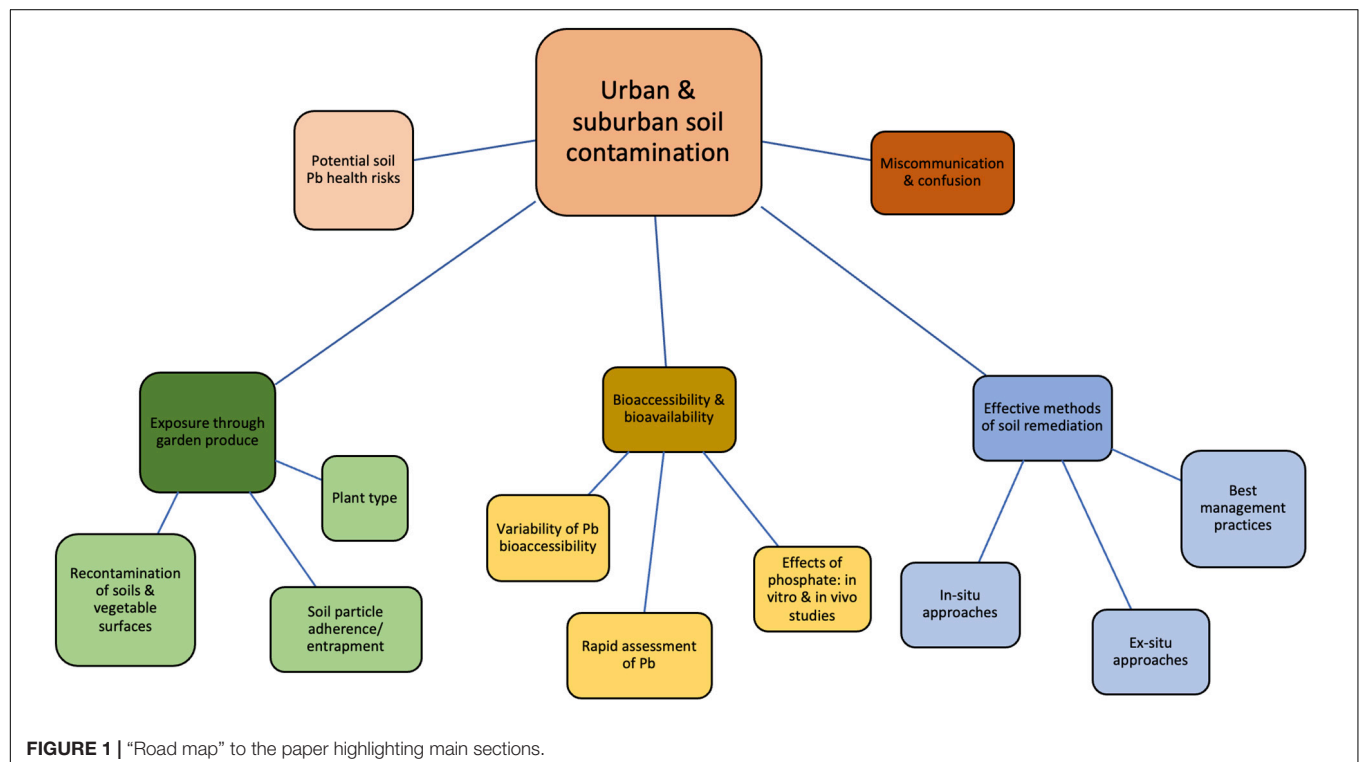 Urban &
suburban soil
contamination
Potential soil
Pb health risks
Miscommunication
& confusion
Exposure through
garden produce
Bioaccessibility &
bioavailability
Effective methods
of soil remediation
Plant type
Recontamination
of soils &
vegetable
surfaces
Soil particle
adherence/
entrapment
Variability of Pb
bioaccessibility
Rapid assessment
of Pb
Effects of
phosphate: in
vitro & in vivo
studies
In-situ
approaches
Ex-situ
approaches
Best
management
practices
FIGURE 1 | “Road map” to the paper highlighting main sections.